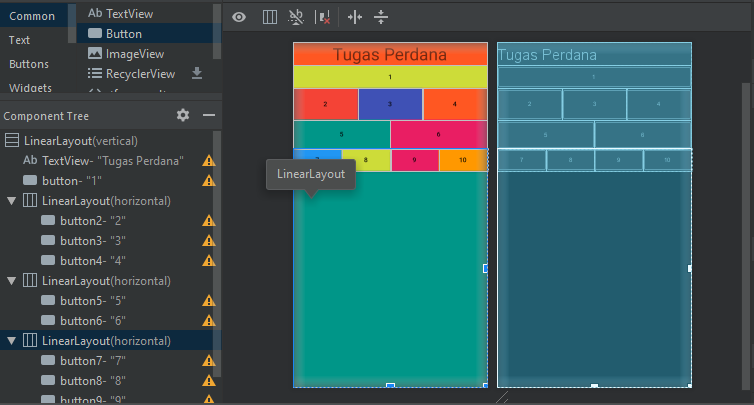 Common
Text
Buttons
Widgets
Ab TextView
Button
ImageView
RecyclerView
Component Tree
LinearLayout(vertical)
Ab TextView- "Tugas Perdana"
button- "1"
LinearLayout(horizontal)
button2- "2"
button3- "3"
button4- "4"
LinearLayout(horizontal)
button5- "5"
button6- "6"
LinearLayout(horizontal)
button7- "7"
button8- "8"
button9- "9"
Tugas Perdana
1
2 3 4
5 6
8 9 10
LinearLayout
Tugas Perdana
1
2 3 4
5 6
7 8 9 10